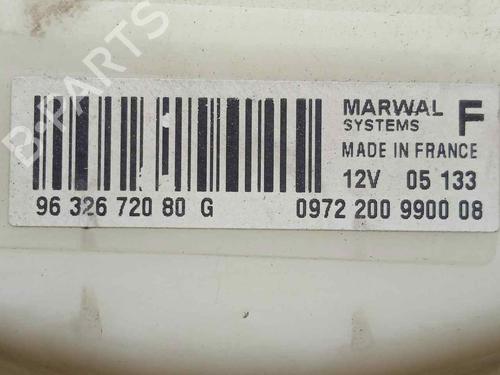 B-PARTS
MARWAL F
SYSTEMS
MADE IN FRANCE
12V 05 133
96 326 720 80 G 0972 200 9900 08